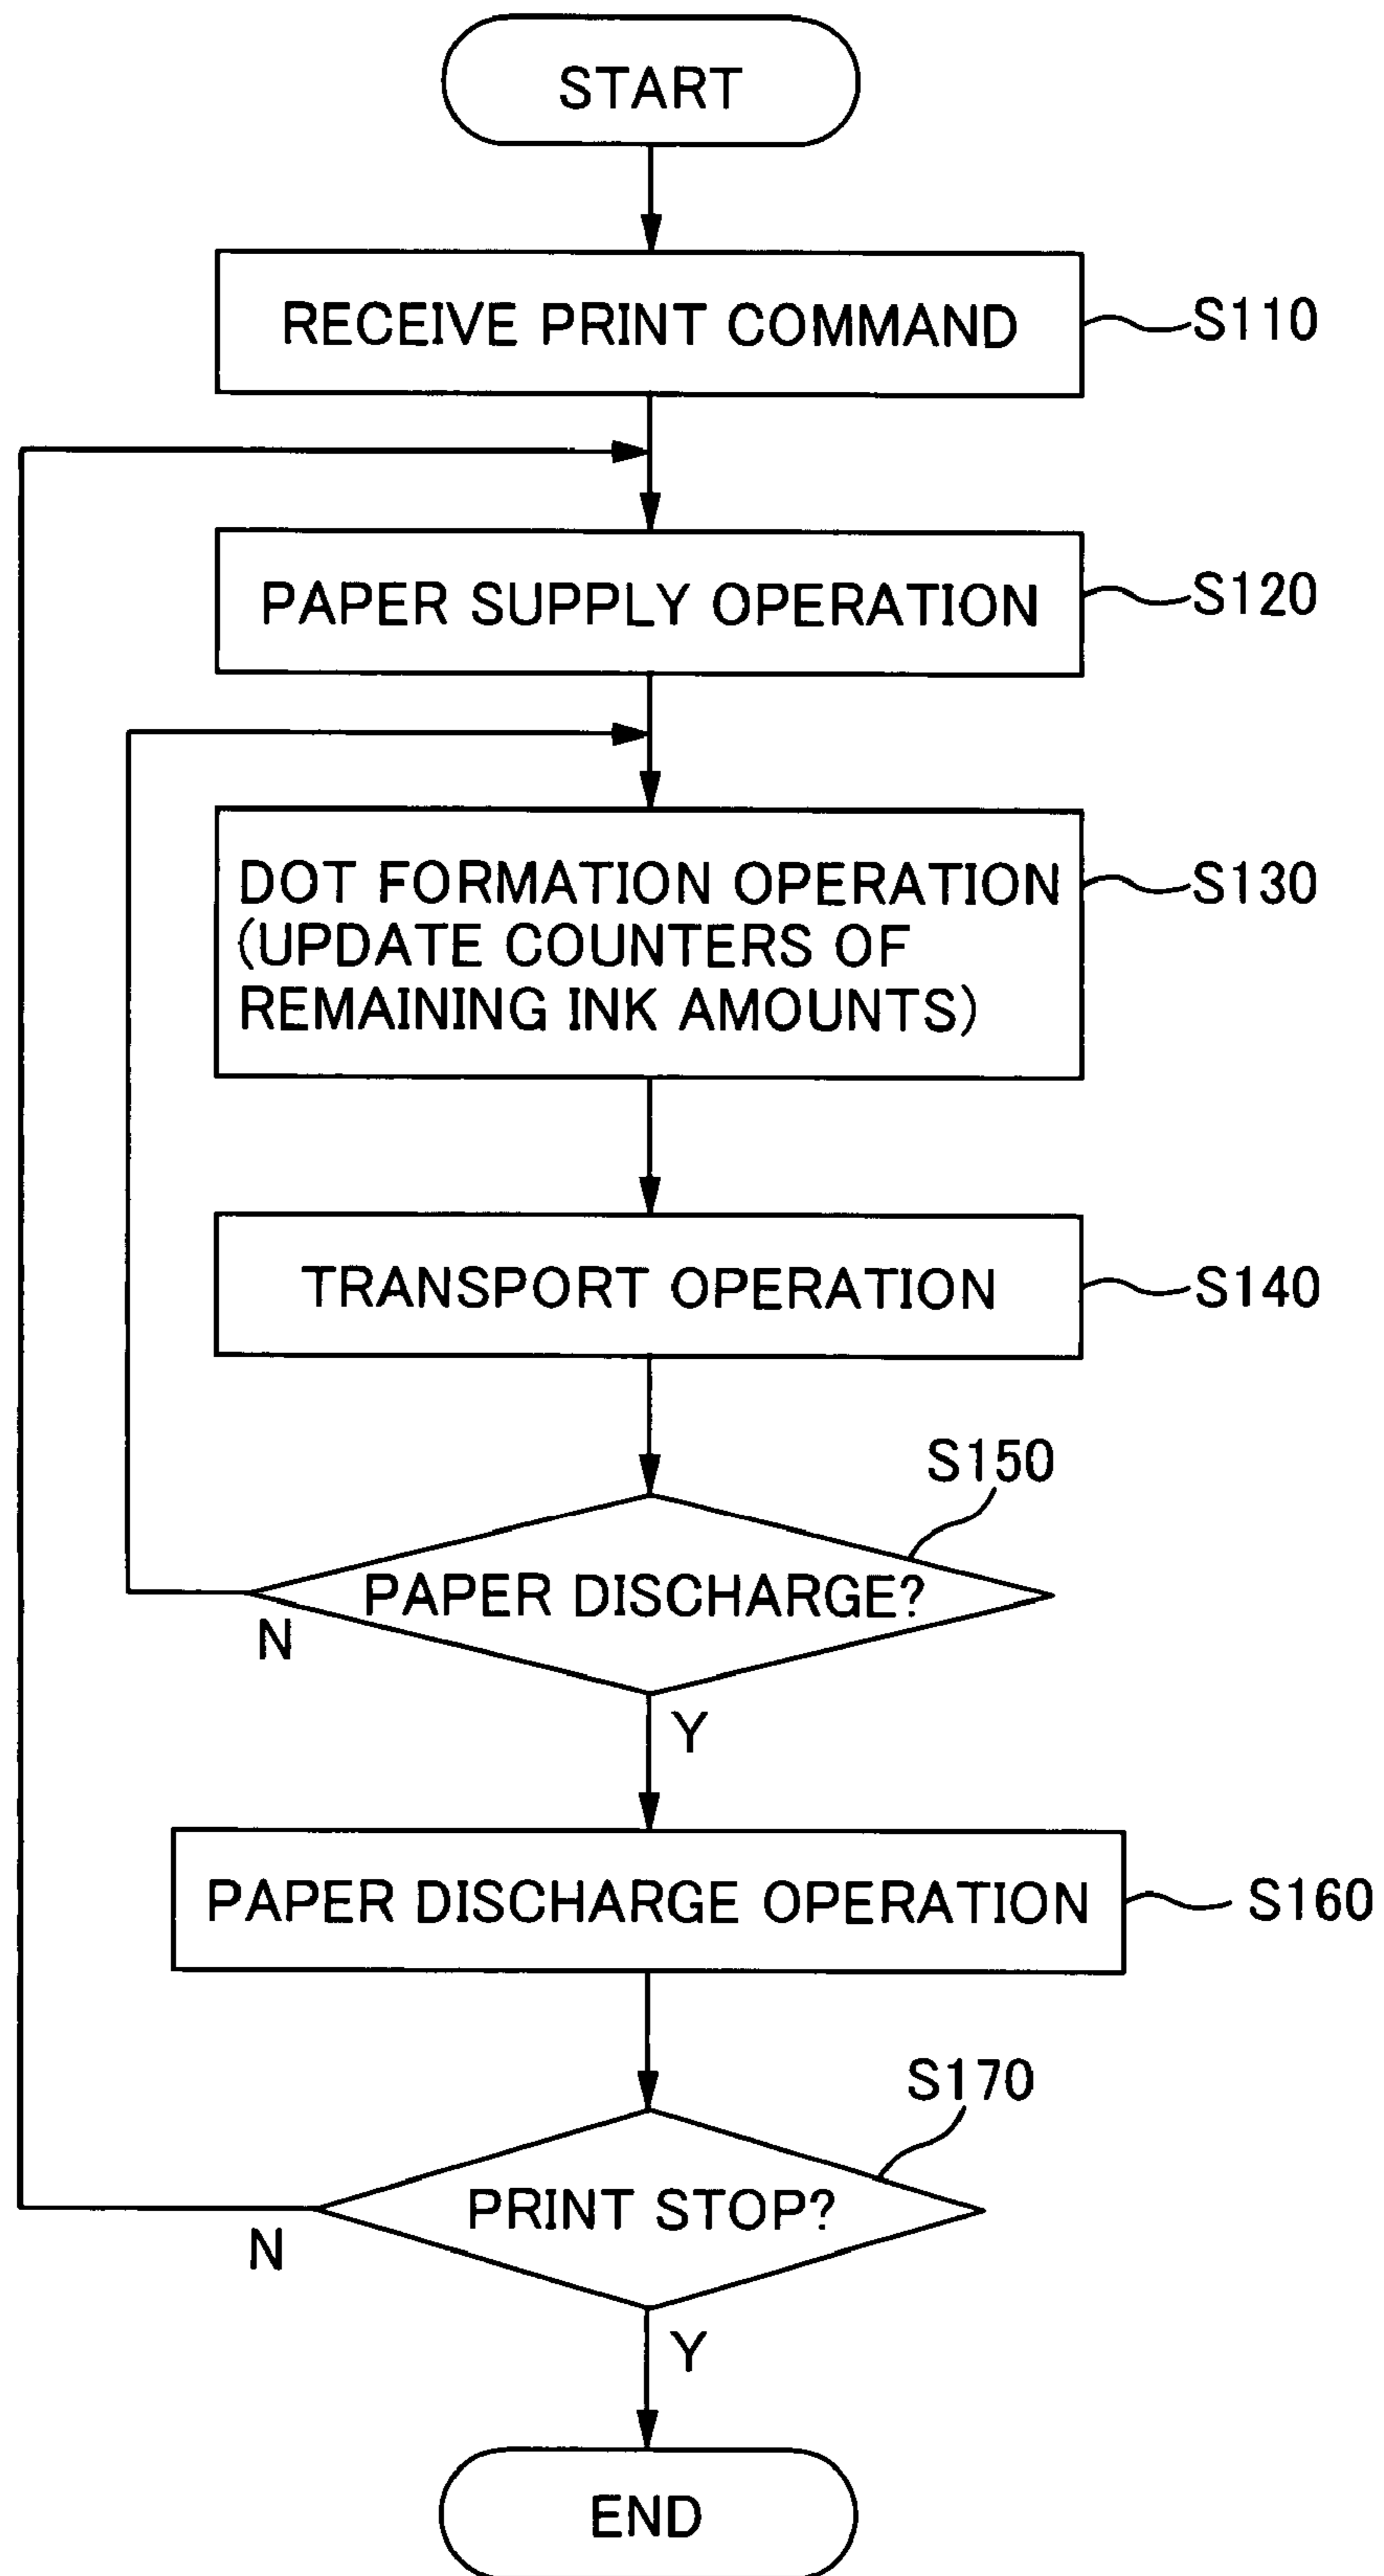 START
RECEIVE PRINT COMMAND
S110
PAPER SUPPLY OPERATION
S120
DOT FORMATION OPERATION
(UPDATE COUNTERS OF
REMAINING INK AMOUNTS)
S130
TRANSPORT OPERATION
S140
S150
PAPER DISCHARGE?
N
Y
PAPER DISCHARGE OPERATION
S160
S170
PRINT STOP?
N
Y
END